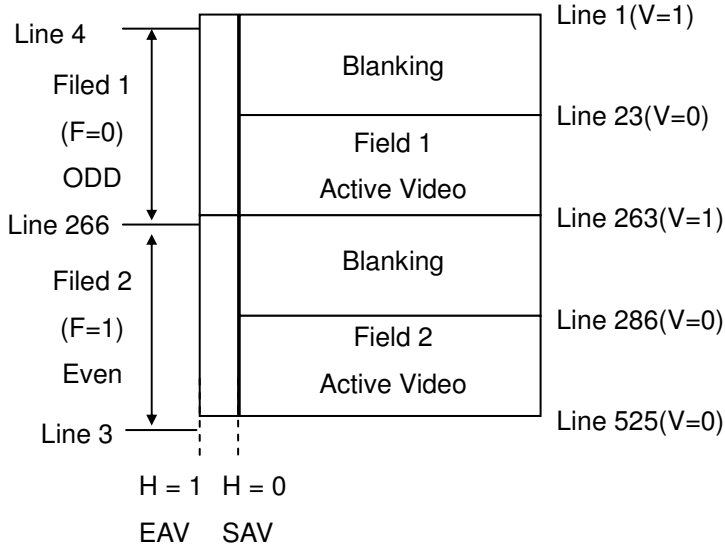 Line 1(V=1)
Line 4
Blanking
Filed 1
(F=0)
ODD
Line 23(V=0)
Field 1
Active Video
Line 266
Line 263(V=1)
Blanking
Filed 2
(F=1)
Even
Line 286(V=0)
Field 2
Active Video
Line 525(V=0)
Line 3
H = 1 H = 0
EAV SAV